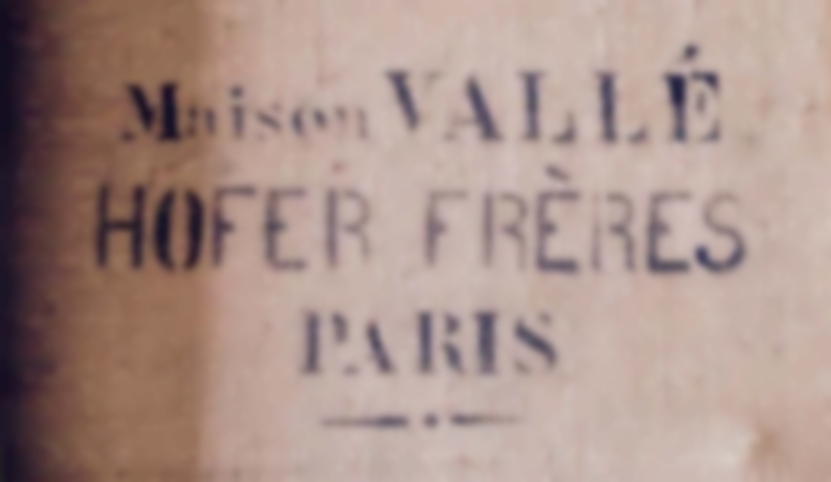 Maison VALLÉ
HOFER FRÈRES
PARIS